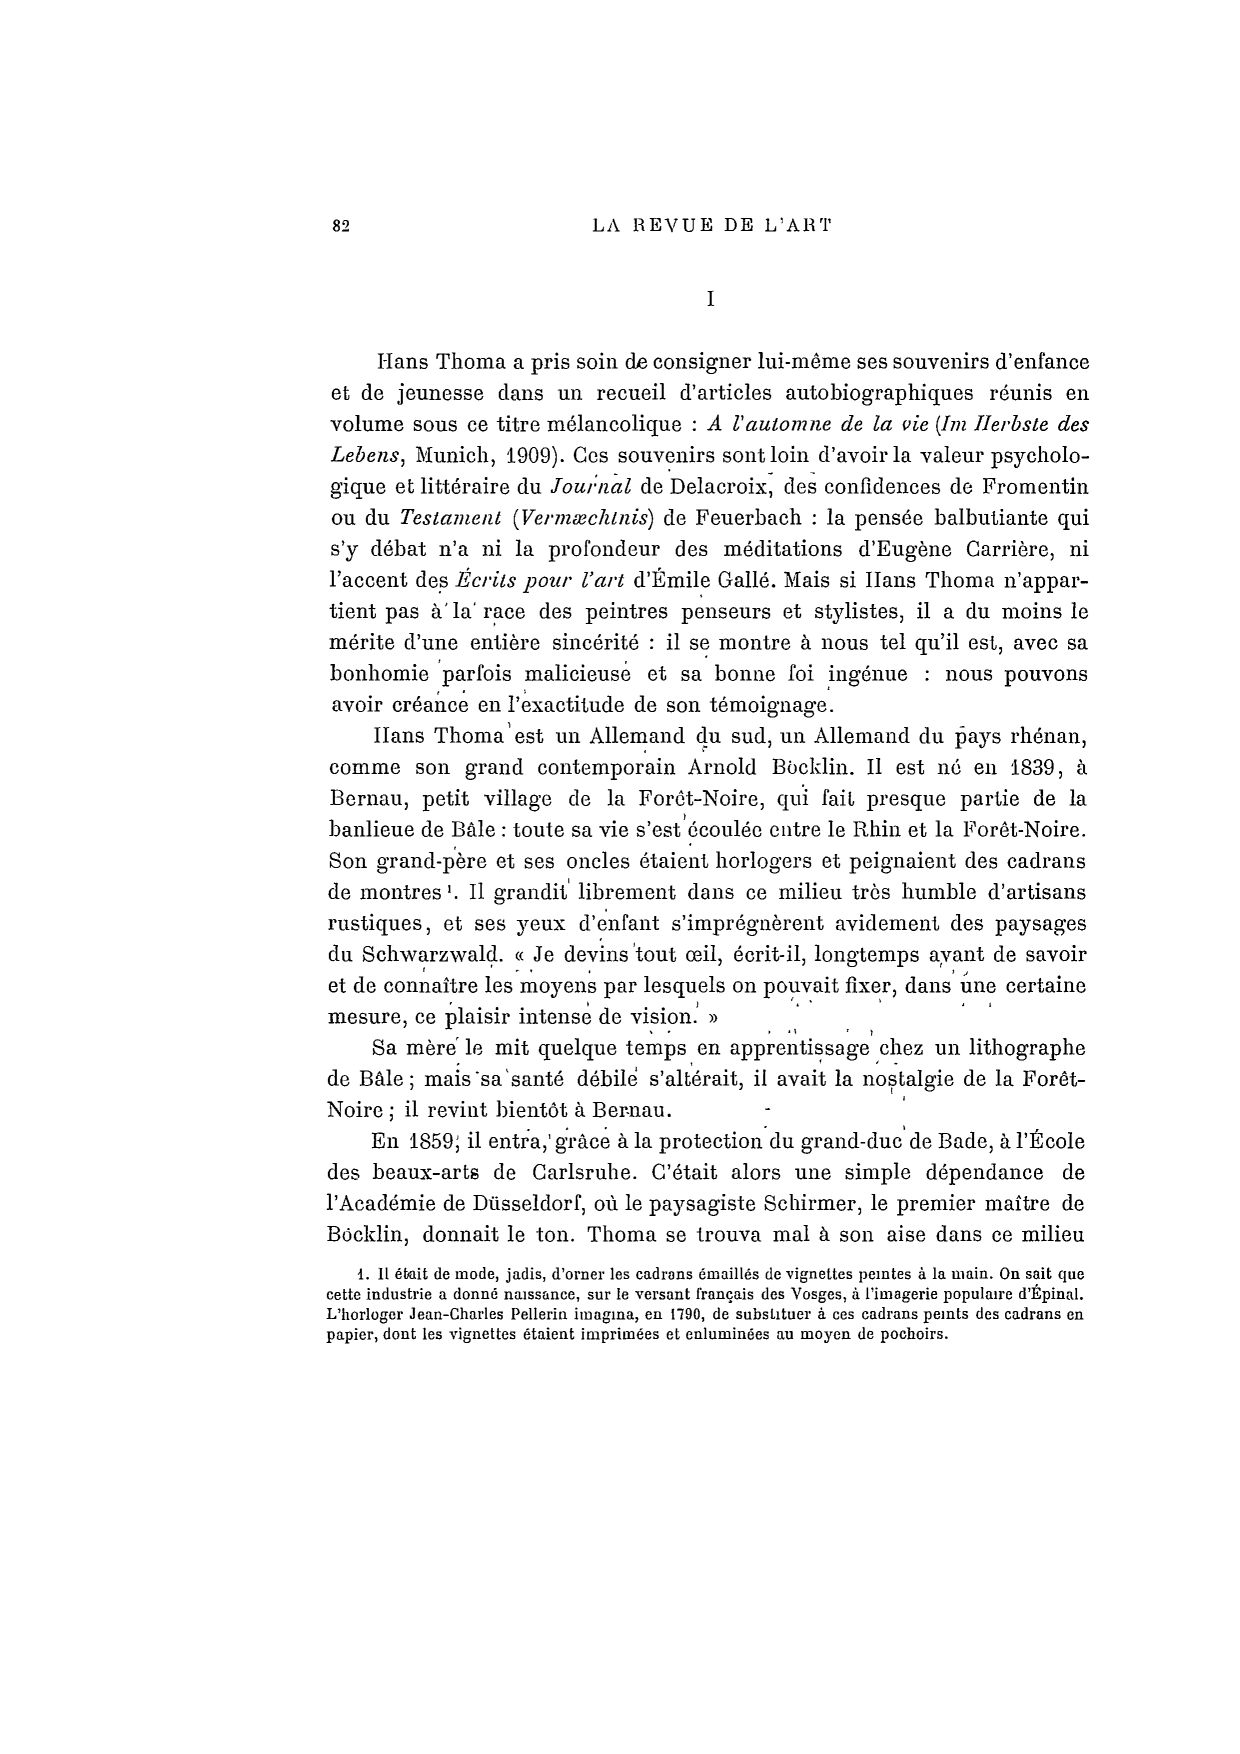 82 LA REVUE DE L'ART
I
Hans Thoma a pris soin de consigner lui-même ses souvenirs d'enfance
et de jeunesse dans un recueil d'articles autobiographiques réunis en
volume sous ce titre mélancolique : A l'automne de la vie (Im Herbste des
Lebens, Munich, 1909). Ces souvenirs sont loin d'avoir la valeur psycholo-
gique et littéraire du Journal de Delacroix, des confidences de Fromentin
ou du Testament (Vermæchtnis) de Feuerbach : la pensée balbutiante qui
s'y débat n'a ni la profondeur des méditations d'Eugène Carrière, ni
l'accent des Écrits pour l'art d'Émile Gallé. Mais si Hans Thoma n'appar-
tient pas à la race des peintres penseurs et stylistes, il a du moins le
mérite d'une entière sincérité : il se montre à nous tel qu'il est, avec sa
bonhomie parfois malicieuse et sa bonne foi ingénue : nous pouvons
avoir créance en l'exactitude de son témoignage.
Hans Thoma est un Allemand du sud, un Allemand du pays rhénan,
comme son grand contemporain Arnold Böcklin. Il est né en 1839, à
Bernau, petit village de la Forêt-Noire, qui fait presque partie de la
banlieue de Bâle : toute sa vie s'est écoulée entre le Rhin et la Forêt-Noire.
Son grand-père et ses oncles étaient horlogers et peignaient des cadrans
de montres ¹. Il grandit librement dans ce milieu très humble d'artisans
rustiques, et ses yeux d'enfant s'imprégnèrent avidement des paysages
du Schwarzwald. « Je devins tout œil, écrit-il, longtemps avant de savoir
et de connaître les moyens par lesquels on pouvait fixer, dans une certaine
mesure, ce plaisir intense de vision. »
Sa mère le mit quelque temps en apprentissage chez un lithographe
de Bâle ; mais sa santé débile s'altérait, il avait la nostalgie de la Forêt-
Noire ; il revint bientôt à Bernau.
En 1859, il entra, grâce à la protection du grand-duc de Bade, à l'École
des beaux-arts de Carlsruhe. C'était alors une simple dépendance de
l'Académie de Düsseldorf, où le paysagiste Schirmer, le premier maître de
Böcklin, donnait le ton. Thoma se trouva mal à son aise dans ce milieu
1. Il était de mode, jadis, d'orner les cadrans émaillés de vignettes peintes à la main. On sait que
cette industrie a donné naissance, sur le versant français des Vosges, à l'imagerie populaire d'Épinal.
L'horloger Jean-Charles Pellerin imagina, en 1790, de substituer à ces cadrans peints des cadrans en
papier, dont les vignettes étaient imprimées et enluminées au moyen de pochoirs.